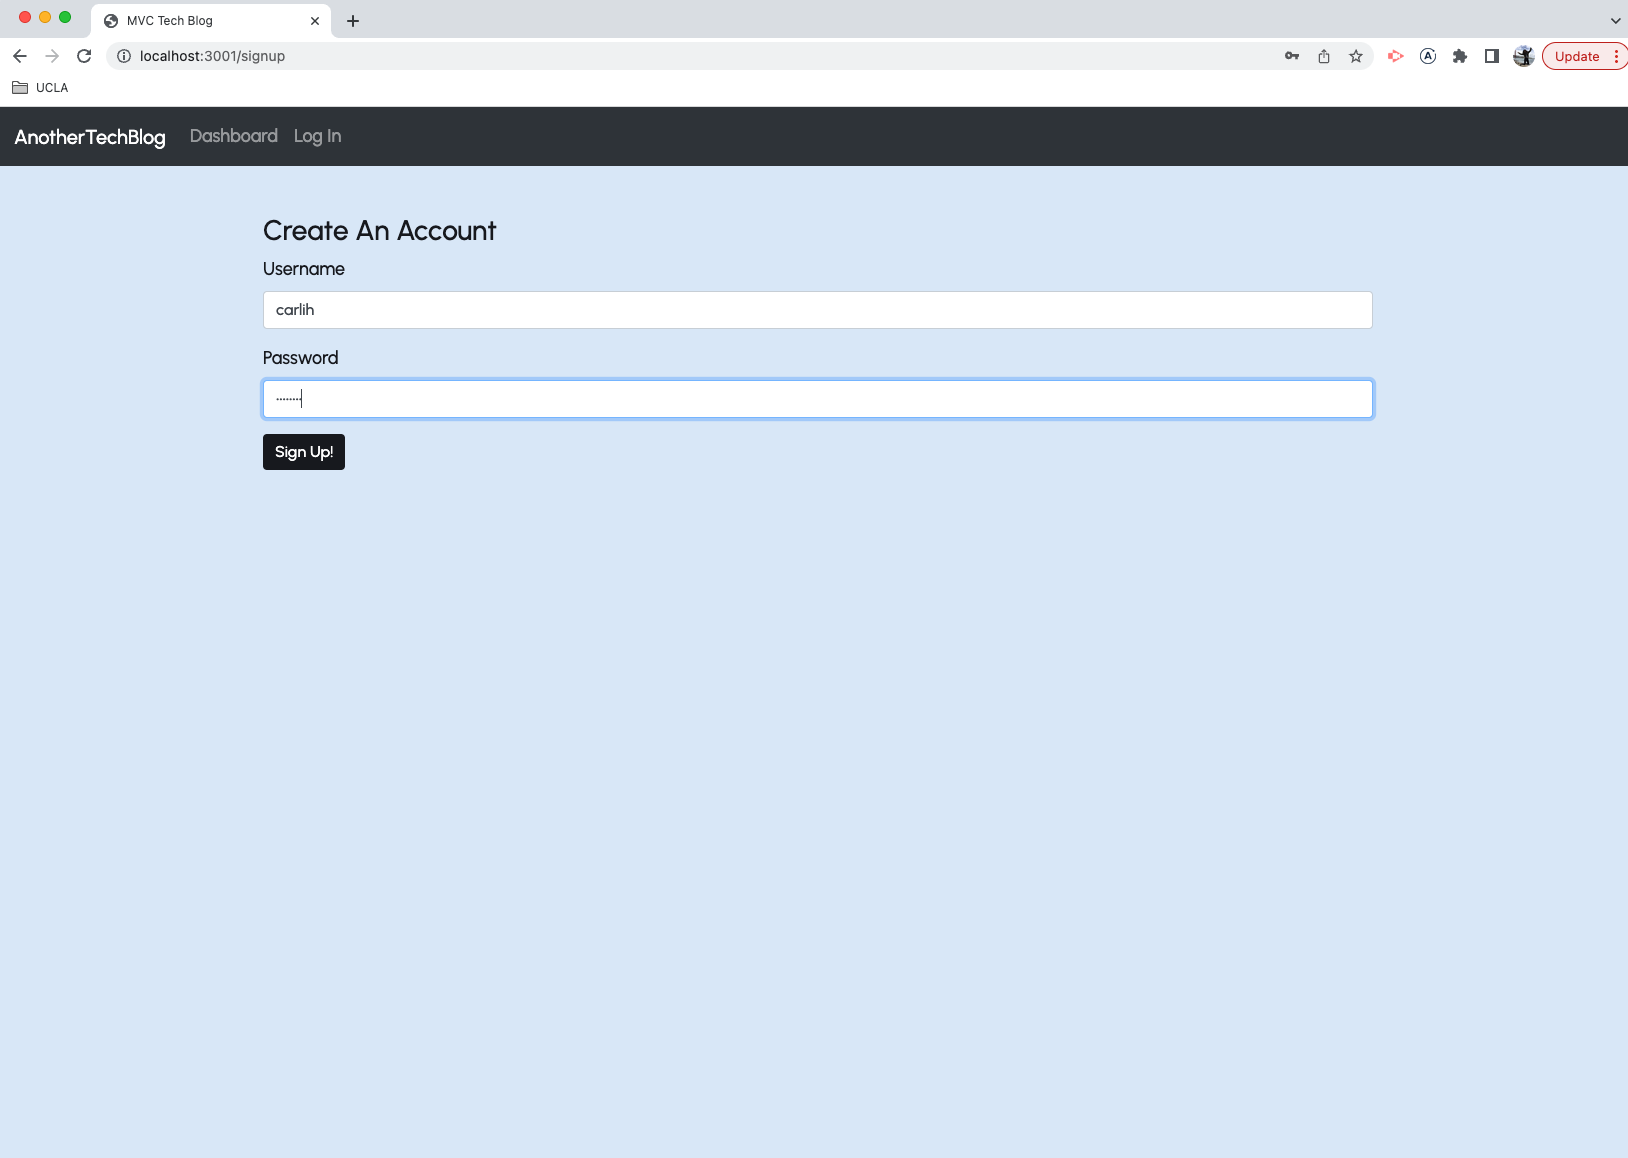 MVC Tech Blog
localhost:3001/signup
A
Update
UCLA
AnotherTechBlog Dashboard Log In
Create An Account
Username
carlih
Password
········
Sign Up!